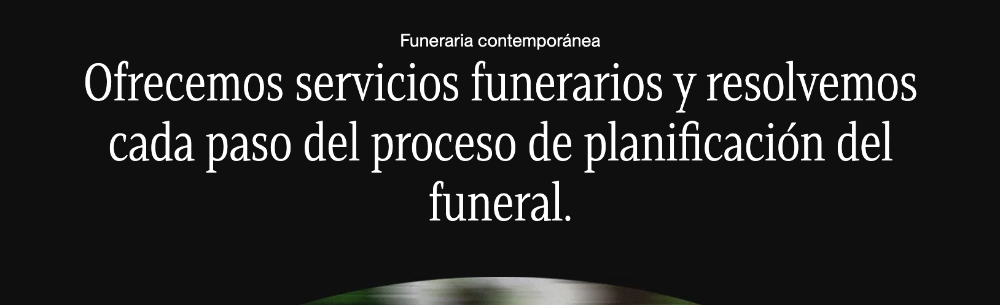 Funeraria contemporánea
Ofrecemos servicios funerarios y resolvemos
cada paso del proceso de planificación del
funeral.